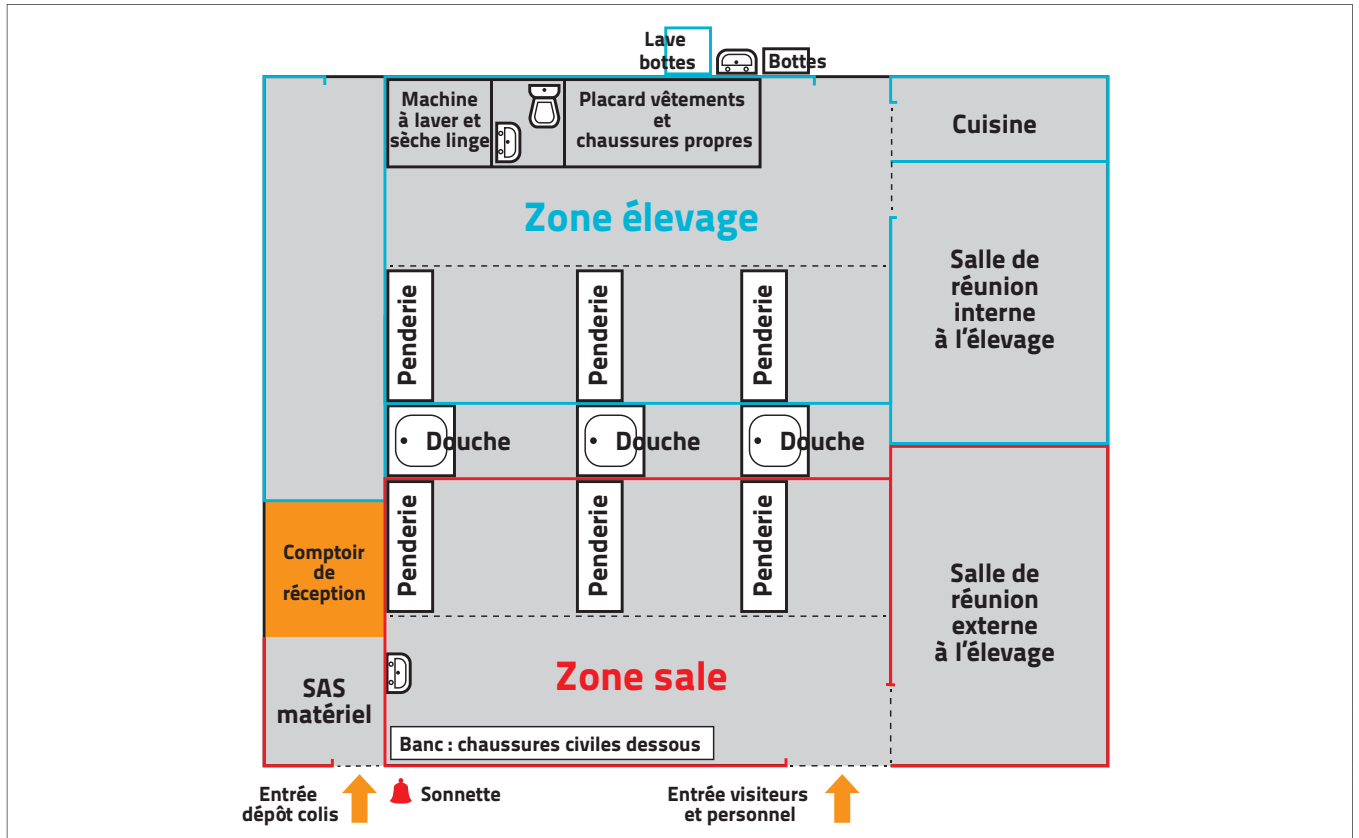 Lave
bottes
Bottes
Machine
à laver et
sèche linge
Placard vêtements
et
chaussures propres
Cuisine
Zone élevage
Salle de
réunion
interne
à l'élevage
Penderie
Penderie
Penderie
Douche
Douche
Douche
Penderie
Penderie
Penderie
Comptoir
de
réception
Salle de
réunion
externe
à l'élevage
SAS
matériel
Zone sale
Banc : chaussures civiles dessous
Entrée
dépôt colis
Sonnette
Entrée visiteurs
et personnel